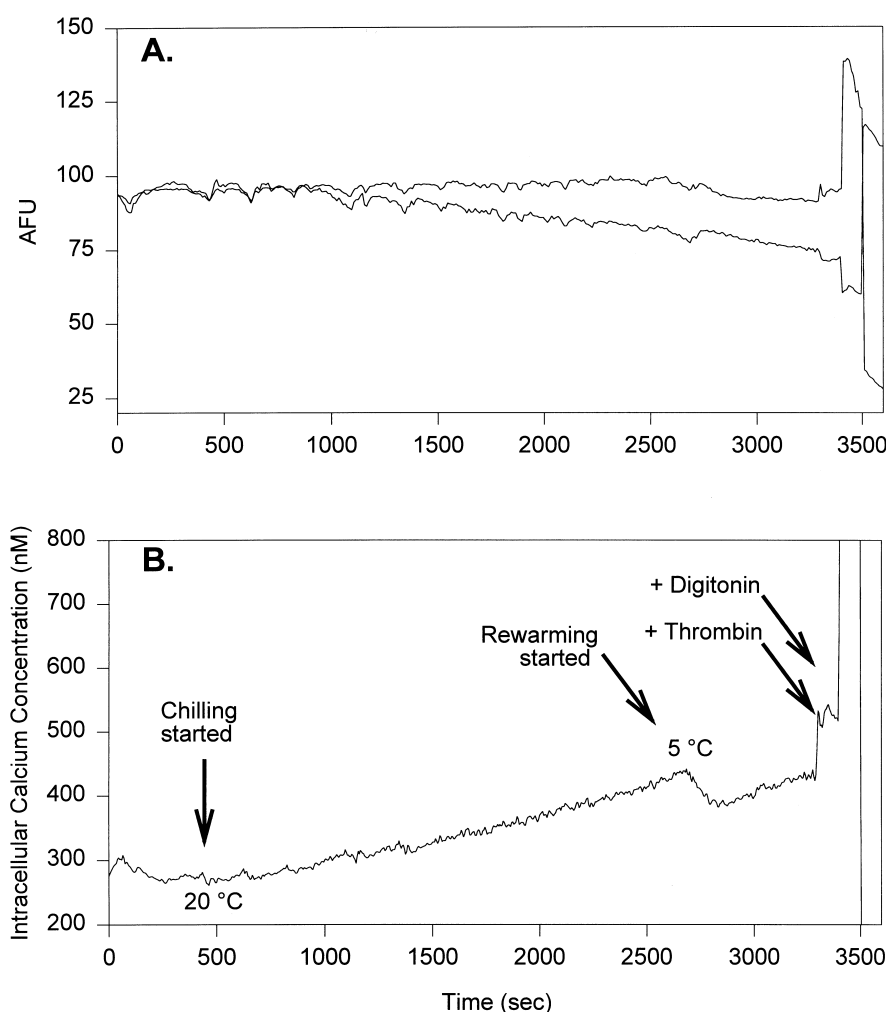 A.
150
125
100
75
50
25
AFU
0 500 1000 1500 2000 2500 3000 3500
B.
800
700
600
500
400
300
200
Intracellular Calcium Concentration (nM)
+ Digitonin
+ Thrombin
Rewarming
started
Chilling
started
5 °C
20 °C
0 500 1000 1500 2000 2500 3000 3500
Time (sec)